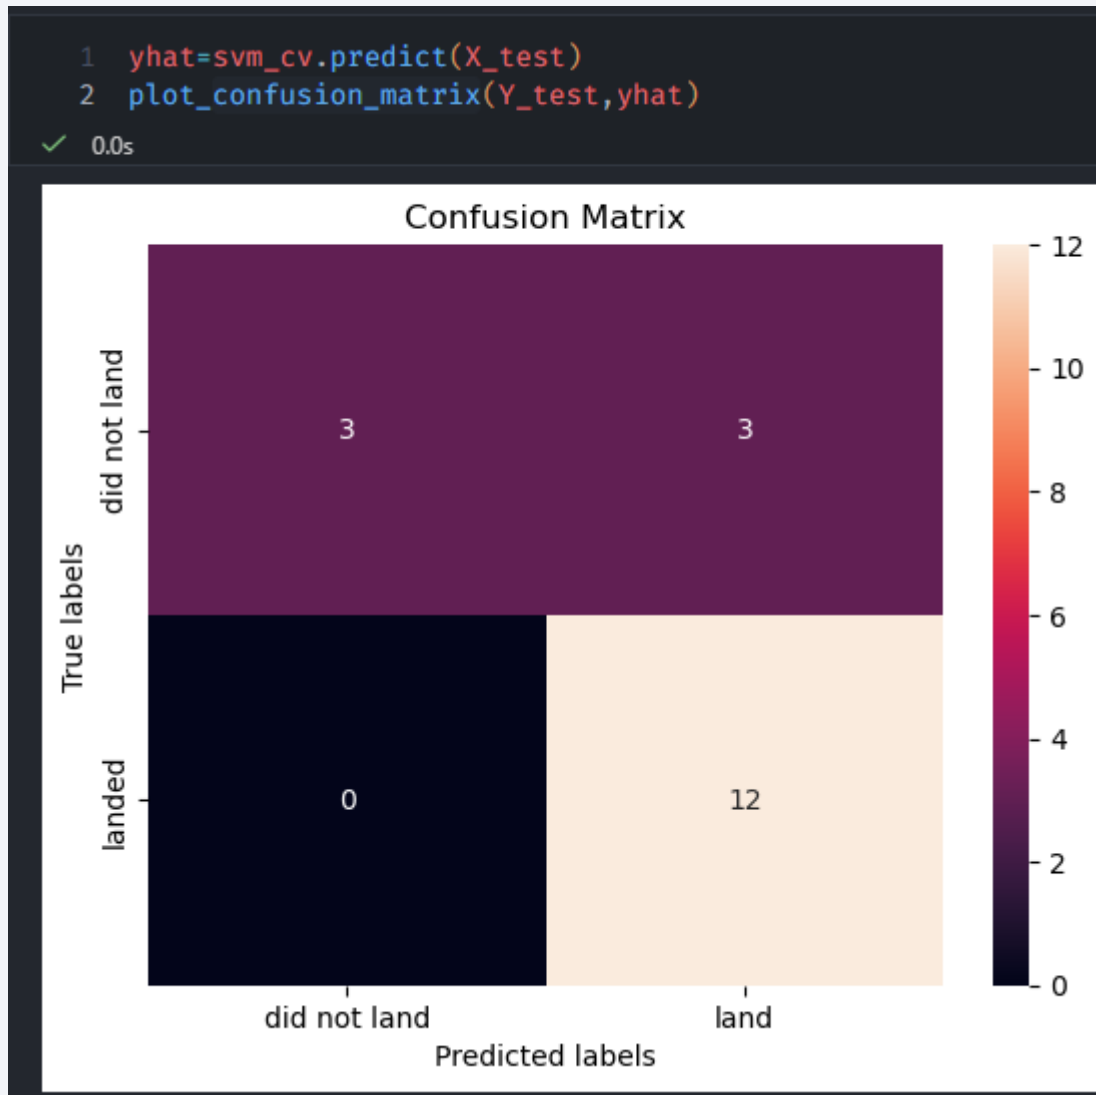 1 yhat=svm_cv.predict(X_test)
2 plot_confusion_matrix(Y_test,yhat)
✓ 0.0s
Confusion Matrix
True labels
did not land
landed
3 3
0 12
did not land land
Predicted labels
12
10
8
6
4
2
0